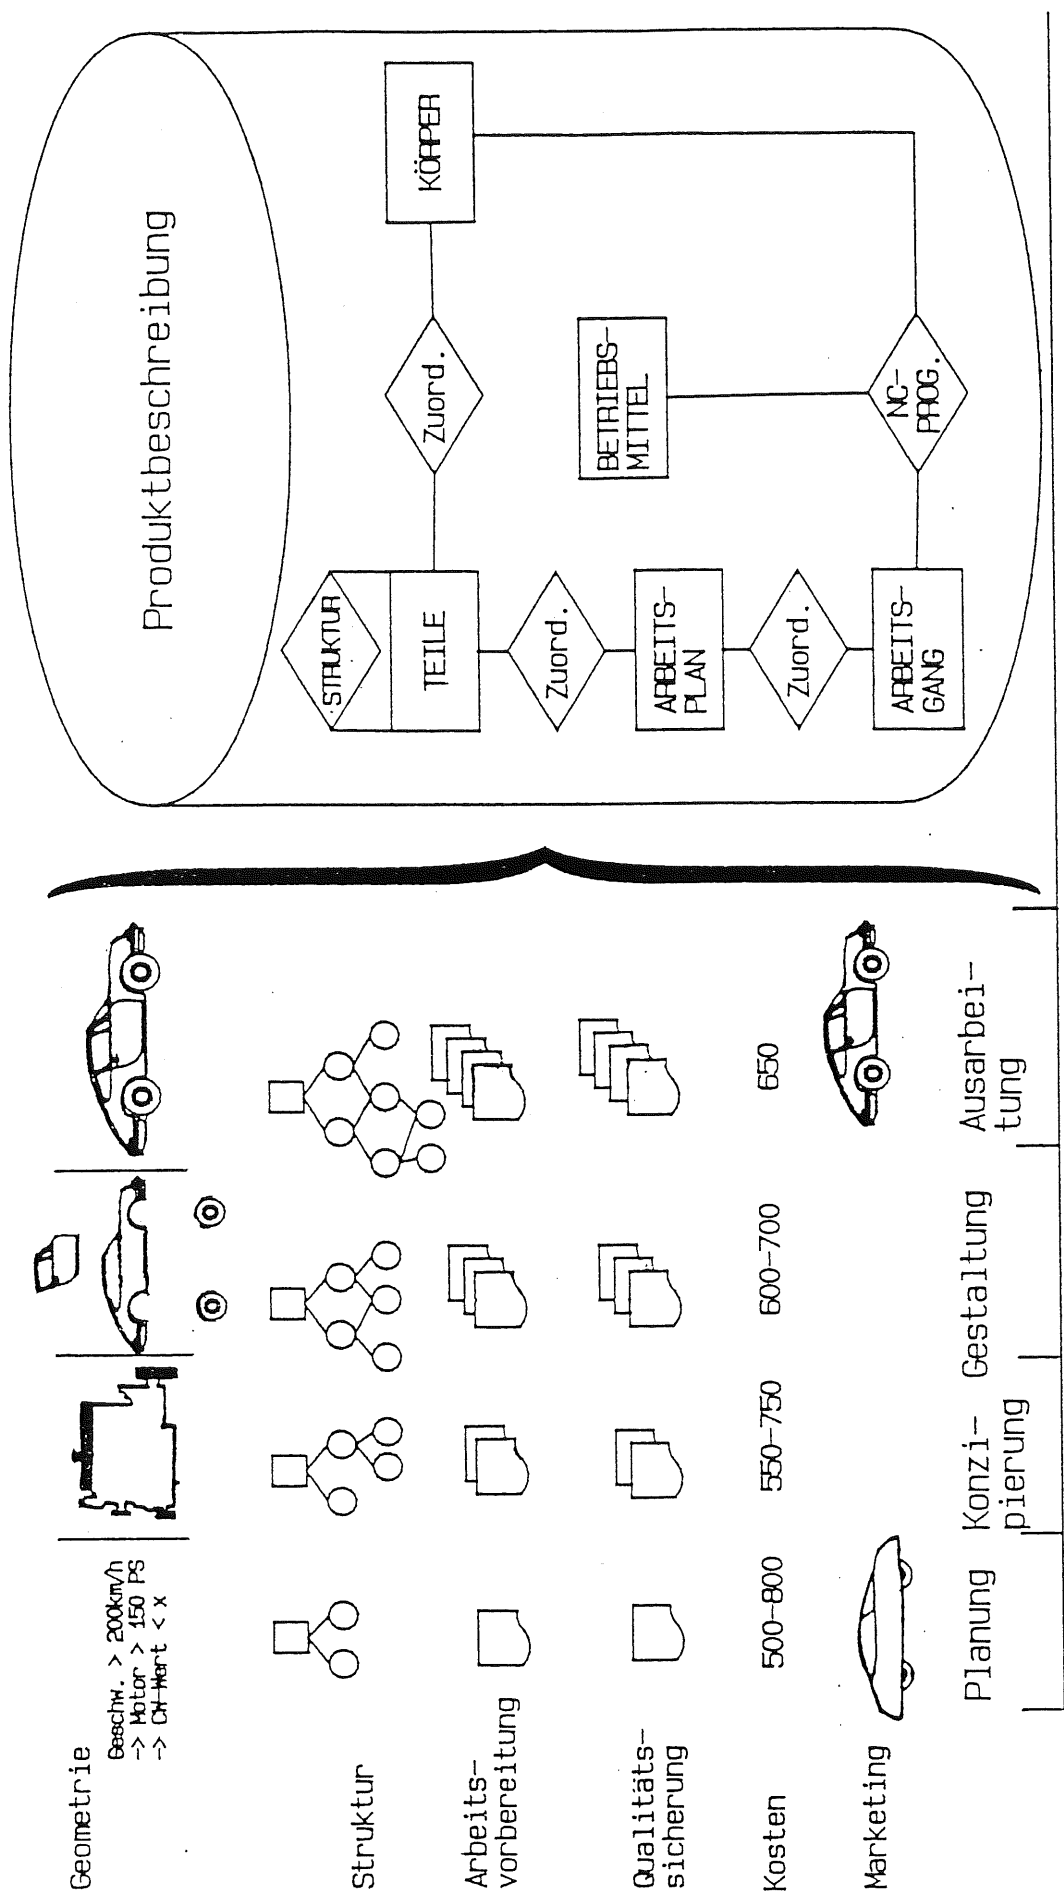 Produktbeschreibung
STRUKTUR
TEILE
Zuord.
KÖRPER
Zuord.
ARBEITS-
PLAN
BETRIEBS-
MITTEL
Zuord.
ARBEITS-
GANG
NC-
PROG.
Geometrie
Geschw. > 200km/h
-> Motor > 150 PS
-> CW-Wert < x
Struktur
Arbeits-
vorbereitung
Qualitäts-
sicherung
Kosten
500-800
550-750
600-700
650
Marketing
Planung
Konzi-
pierung
Gestaltung
Ausarbei-
tung